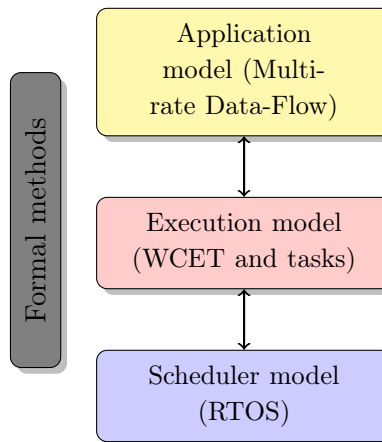 Application
model (Multi-
rate Data-Flow)
Formal methods
Execution model
(WCET and tasks)
Scheduler model
(RTOS)